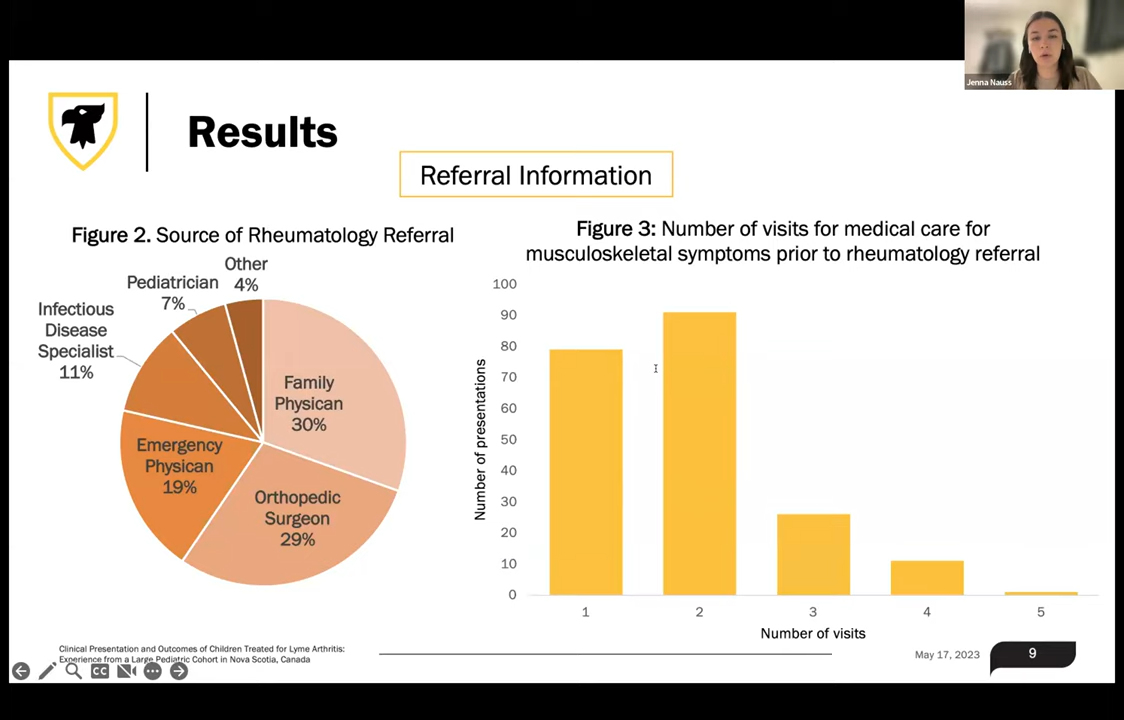 Jenna Nauss
Results
Referral Information
Figure 2. Source of Rheumatology Referral
Other
4%
Pediatrician
7%
Infectious
Disease
Specialist
11%
Family
Physican
30%
Emergency
Physican
19%
Orthopedic
Surgeon
29%
Figure 3: Number of visits for medical care for
musculoskeletal symptoms prior to rheumatology referral
Number of presentations
100
90
80
70
60
50
40
30
20
10
0
1
2
3
4
5
Number of visits
Clinical Presentation and Outcomes of Children Treated for Lyme Arthritis:
Experience from a Large Pediatric Cohort in Nova Scotia, Canada
CC
May 17, 2023
9